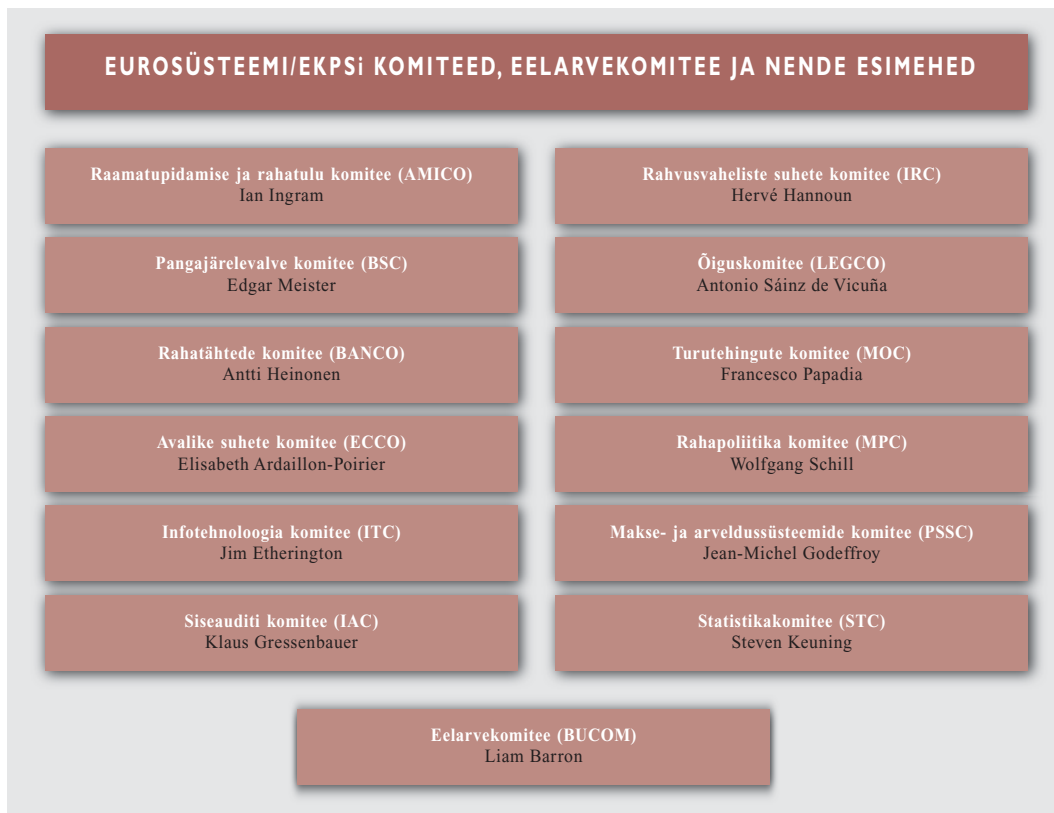 EUROSÜSTEEMI/EKPSi KOMITEED, EELARVEKOMITEE JA NENDE ESIMEHED
Raamatupidamise ja rahatulu komitee (AMICO)
Ian Ingram
Pangajärelevalve komitee (BSC)
Edgar Meister
Rahatähtede komitee (BANCO)
Antti Heinonen
Avalike suhete komitee (ECCO)
Elisabeth Ardaillon-Poirier
Infotehnoloogia komitee (ITC)
Jim Etherington
Siseauditi komitee (IAC)
Klaus Gressenbauer
Rahvusvaheliste suhete komitee (IRC)
Hervé Hannoun
Õiguskomitee (LEGCO)
Antonio Sáinz de Vicuña
Turutehingute komitee (MOC)
Francesco Papadia
Rahapoliitika komitee (MPC)
Wolfgang Schill
Makse- ja arveldussüsteemide komitee (PSSC)
Jean-Michel Godeffroy
Statistikakomitee (STC)
Steven Keuning
Eelarvekomitee (BUCOM)
Liam Barron